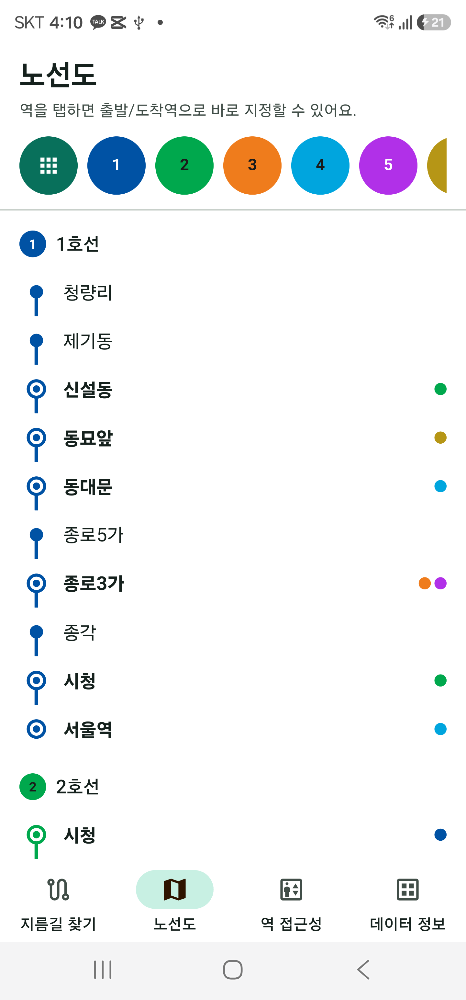 SKT 4:10 TALK 6 21
노선도
역을 탭하면 출발/도착역으로 바로 지정할 수 있어요.
1 2 3 4 5
1 1호선
청량리
제기동
신설동
동묘앞
동대문
종로5가
종로3가
종각
시청
서울역
2 2호선
시청
지름길 찾기 노선도 역 접근성 데이터 정보